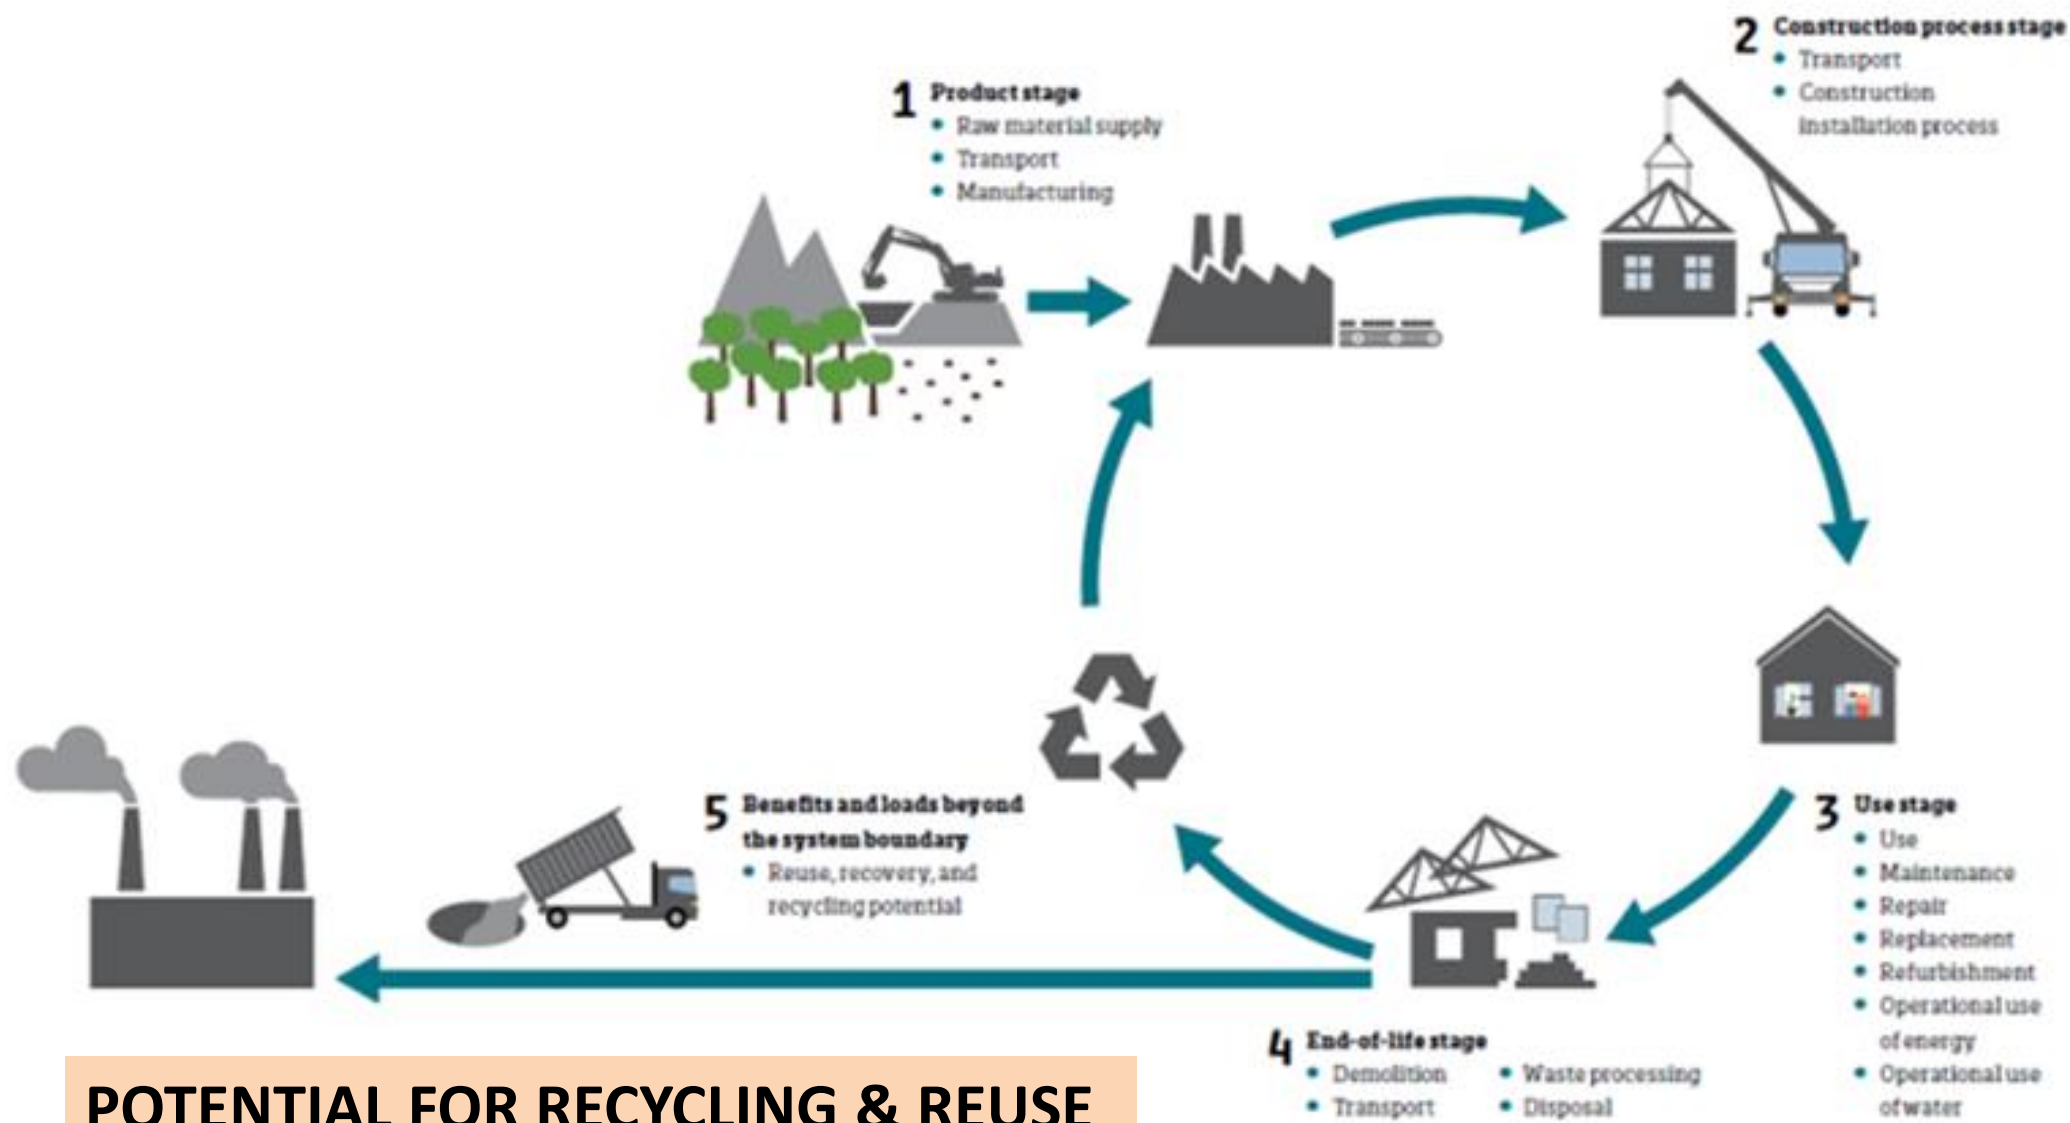 1 Product stage
• Raw material supply
• Transport
• Manufacturing
2 Construction process stage
• Transport
• Construction
installation process
3 Use stage
• Use
• Maintenance
• Repair
• Replacement
• Refurbishment
• Operational use
of energy
• Operational use
of water
4 End-of-life stage
• Demolition • Waste processing
• Transport • Disposal
5 Benefits and loads beyond
the system boundary
• Reuse, recovery, and
recycling potential
POTENTIAL FOR RECYCLING & REUSE